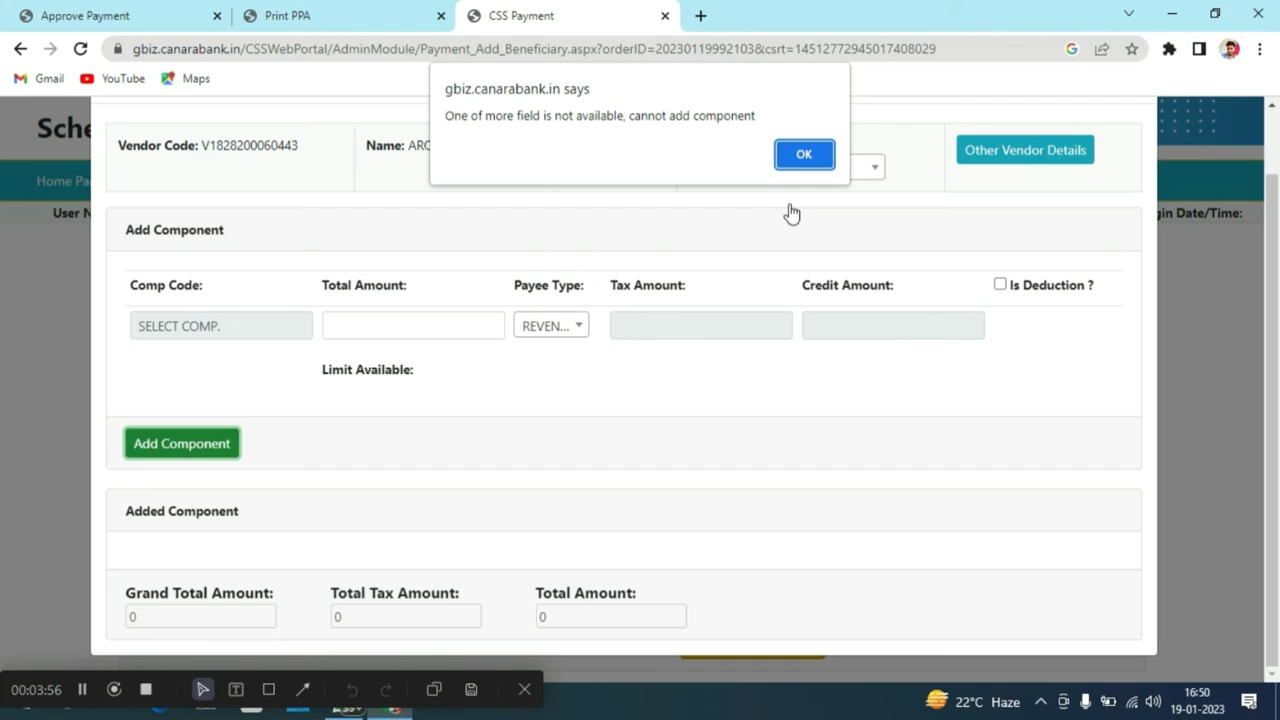 Approve Payment
Print PPA
CSS Payment
gbiz.canarabank.in/CSSWebPortal/AdminModule/Payment_Add_Beneficiary.aspx?orderID=20230119992103&csrt=14512772945017408029
Gmail
YouTube
Maps
gbiz.canarabank.in says
One of more field is not available, cannot add component
OK
Sche
Vendor Code: V1828200060443
Name: ARC
Other Vendor Details
Home Pa
User N
gin Date/Time:
Add Component
Comp Code:
Total Amount:
Payee Type:
Tax Amount:
Credit Amount:
Is Deduction ?
SELECT COMP.
REVEN...
Limit Available:
Add Component
Added Component
Grand Total Amount:
Total Tax Amount:
Total Amount:
0
0
0
00:03:56
22°C Haze
16:50
19-01-2023